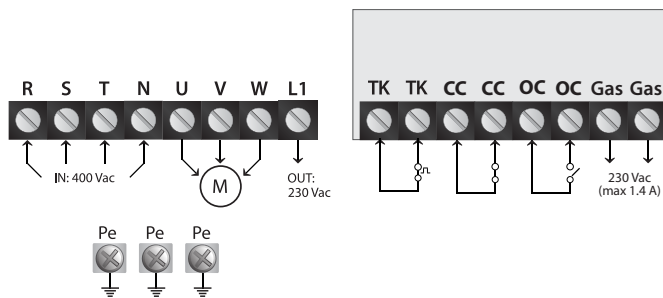 R S T N U V W L1
TK TK CC CC OC OC Gas Gas
IN: 400 Vac
M
OUT:
230 Vac
230 Vac
(max 1.4 A)
Pe Pe Pe